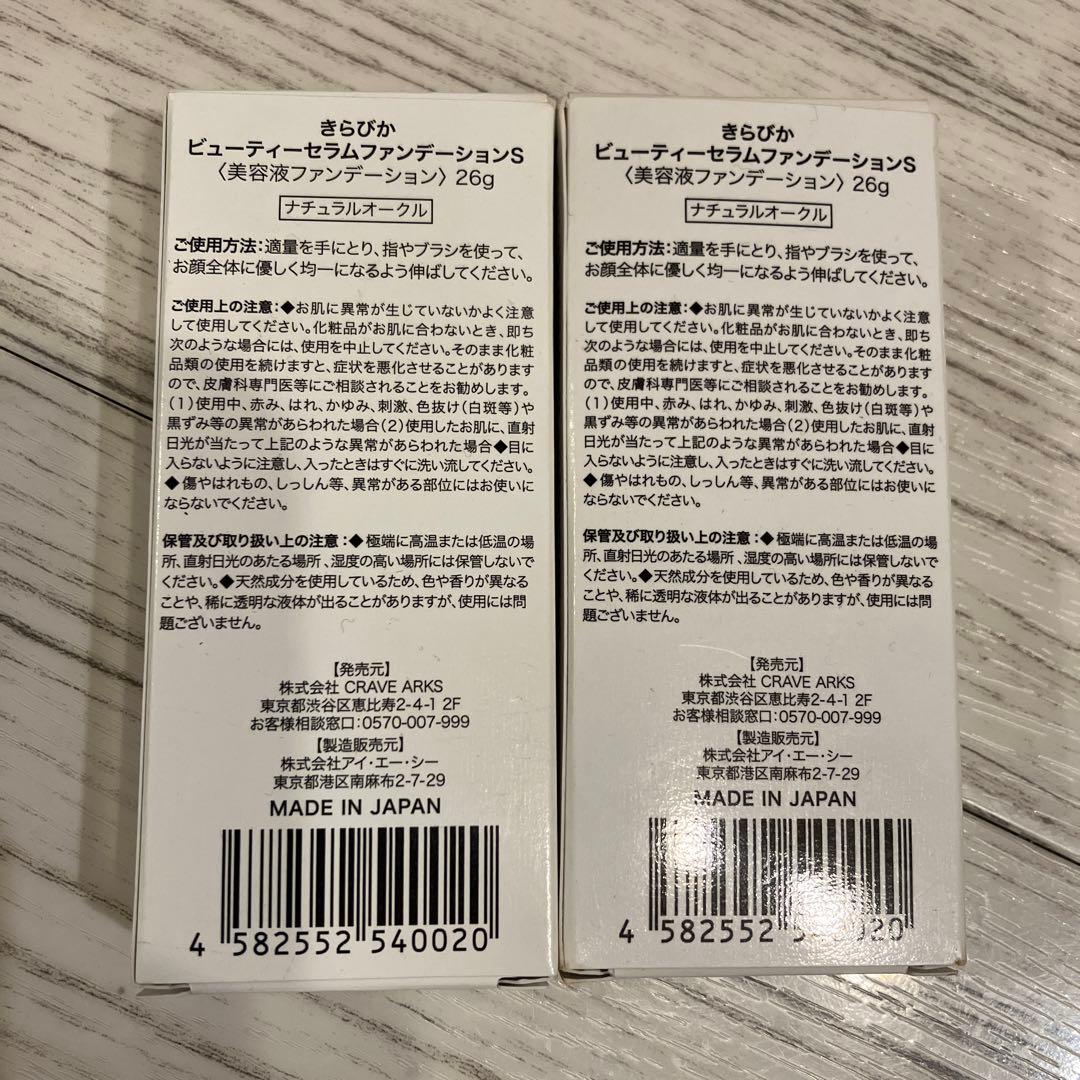 きらびか
ビューティーセラムファンデーションS
〈美容液ファンデーション〉26g
ナチュラルオークル
ご使用方法:適量を手にとり、指やブラシを使って、
お顔全体に優しく均一になるよう伸ばしてください。
ご使用上の注意:◆お肌に異常が生じていないかよく注意
して使用してください。化粧品がお肌に合わないとき、即ち
次のような場合には、使用を中止してください。そのまま化粧
品類の使用を続けますと、症状を悪化させることがあります
ので、皮膚科専門医等にご相談されることをお勧めします。
(1)使用中、赤み、はれ、かゆみ、刺激、色抜け(白斑等)や
黒ずみ等の異常があらわれた場合(2)使用したお肌に、直射
日光が当たって上記のような異常があらわれた場合◆目に
入らないように注意し、入ったときはすぐに洗い流してください。
◆傷やはれもの、しっしん等、異常がある部位にはお使いに
ならないでください。
保管及び取り扱い上の注意:◆極端に高温または低温の場
所、直射日光のあたる場所、湿度の高い場所には保管しないで
ください。◆天然成分を使用しているため、色や香りが異なる
ことや、稀に透明な液体が出ることがありますが、使用には問
題ございません。
【発売元】
株式会社 CRAVE ARKS
東京都渋谷区恵比寿2-4-1 2F
お客様相談窓口:0570-007-999
【製造販売元】
株式会社アイ・エー・シー
東京都港区南麻布2-7-29
MADE IN JAPAN
4 582552 540020
きらびか
ビューティーセラムファンデーションS
〈美容液ファンデーション〉26g
ナチュラルオークル
ご使用方法:適量を手にとり、指やブラシを使って、
お顔全体に優しく均一になるよう伸ばしてください。
ご使用上の注意:◆お肌に異常が生じていないかよく注意
して使用してください。化粧品がお肌に合わないとき、即ち
次のような場合には、使用を中止してください。そのまま化粧
品類の使用を続けますと、症状を悪化させることがあります
ので、皮膚科専門医等にご相談されることをお勧めします。
(1)使用中、赤み、はれ、かゆみ、刺激、色抜け(白斑等)や
黒ずみ等の異常があらわれた場合(2)使用したお肌に、直射
日光が当たって上記のような異常があらわれた場合◆目に
入らないように注意し、入ったときはすぐに洗い流してください。
◆傷やはれもの、しっしん等、異常がある部位にはお使いに
ならないでください。
保管及び取り扱い上の注意:◆極端に高温または低温の場
所、直射日光のあたる場所、湿度の高い場所には保管しないで
ください。◆天然成分を使用しているため、色や香りが異なる
ことや、稀に透明な液体が出ることがありますが、使用には問
題ございません。
【発売元】
株式会社 CRAVE ARKS
東京都渋谷区恵比寿2-4-1 2F
お客様相談窓口:0570-007-999
【製造販売元】
株式会社アイ・エー・シー
東京都港区南麻布2-7-29
MADE IN JAPAN
4 582552 540020